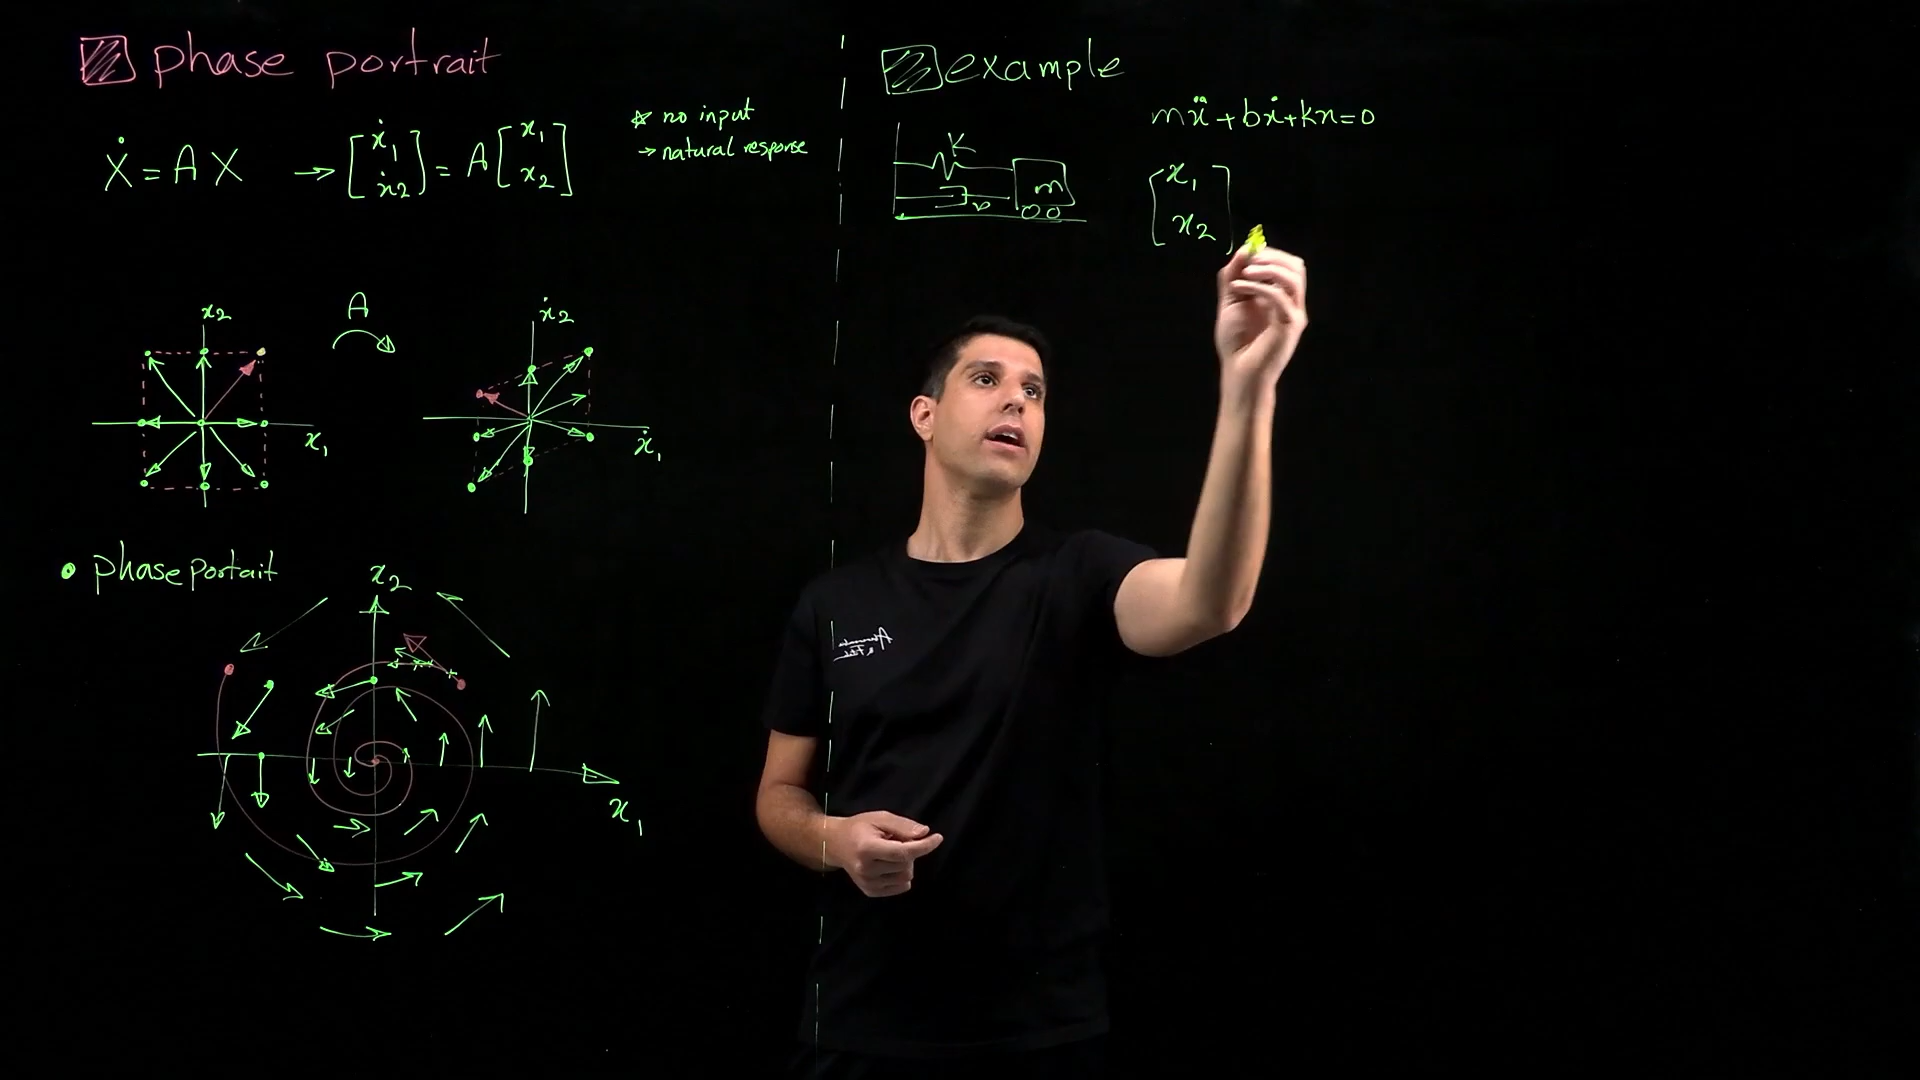 phase portrait
Ẋ = A X → [ẋ₁ ẋ₂] = A [x₁ x₂]
* no input
→ natural response
x₂
x₁
A
ẋ₂
ẋ₁
• phase portait
x₂
x₁
example
K
m
mẍ + bẋ + kx = 0
[x₁
x₂]